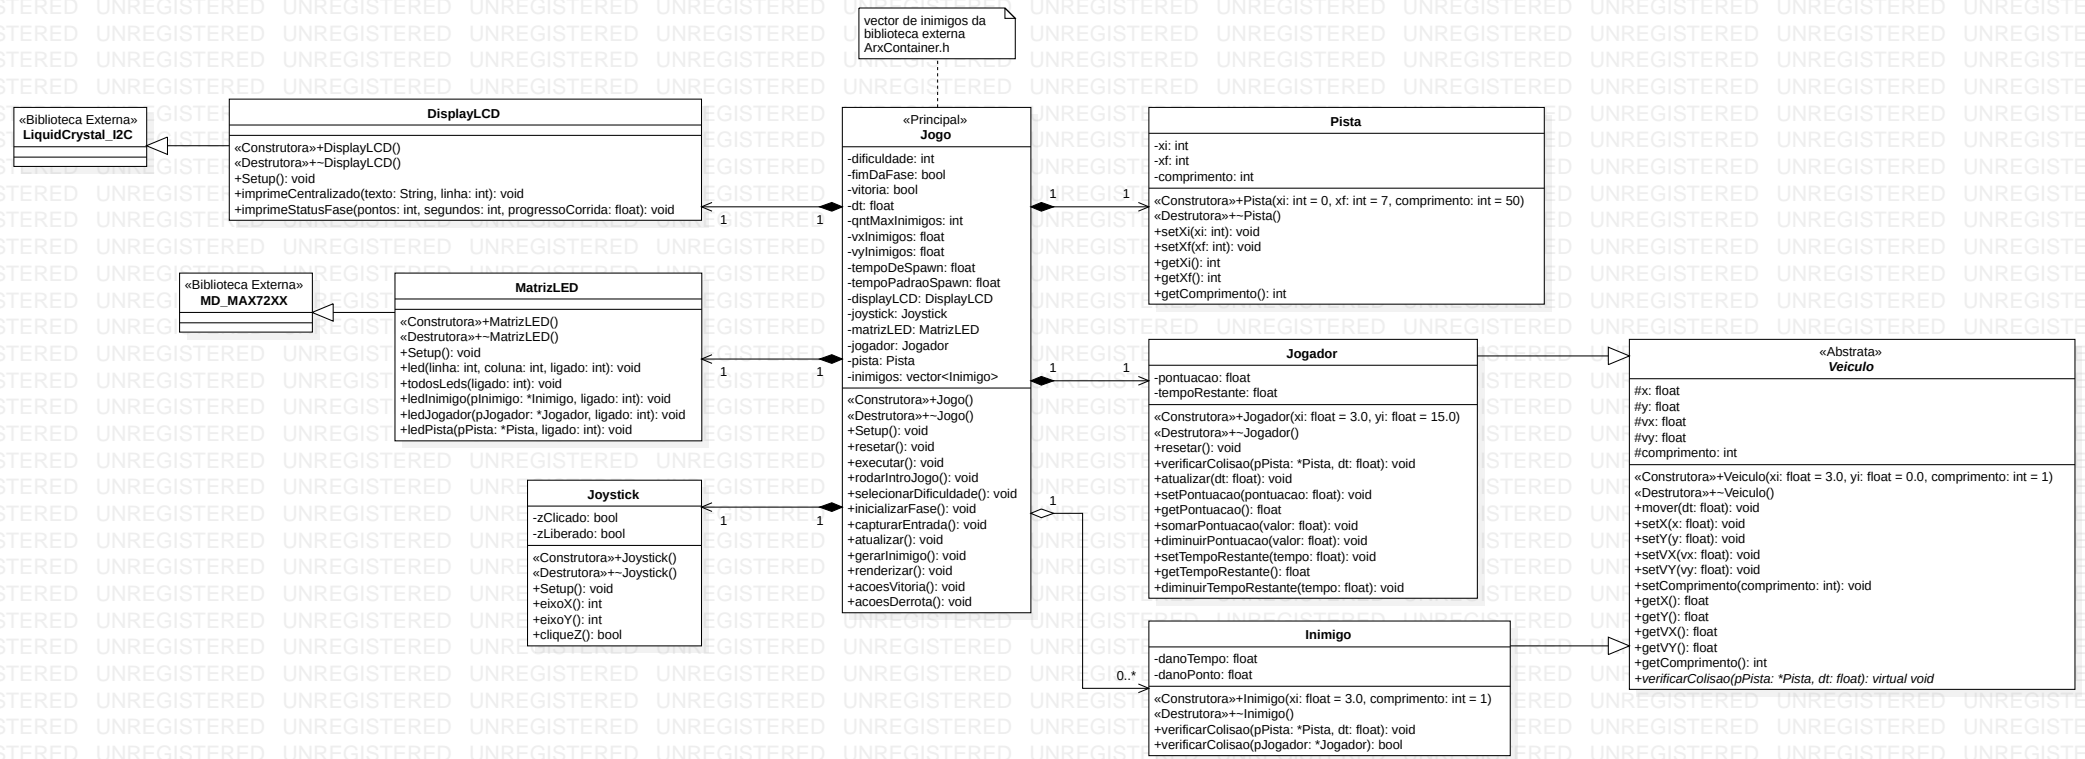 vector de inimigos da
biblioteca externa
ArxContainer.h
«Biblioteca Externa»
LiquidCrystal_I2C
DisplayLCD
«Construtora»+DisplayLCD()
«Destrutora»+~DisplayLCD()
+Setup(): void
+imprimeCentralizado(texto: String, linha: int): void
+imprimeStatusFase(pontos: int, segundos: int, progressoCorrida: float): void
1
1
«Biblioteca Externa»
MD_MAX72XX
MatrizLED
«Construtora»+MatrizLED()
«Destrutora»+~MatrizLED()
+Setup(): void
+led(linha: int, coluna: int, ligado: int): void
+todosLeds(ligado: int): void
+ledInimigo(pInimigo: *Inimigo, ligado: int): void
+ledJogador(pJogador: *Jogador, ligado: int): void
+ledPista(pPista: *Pista, ligado: int): void
1
1
Joystick
-zClicado: bool
-zLiberado: bool
«Construtora»+Joystick()
«Destrutora»+~Joystick()
+Setup(): void
+eixoX(): int
+eixoY(): int
+cliqueZ(): bool
1
1
«Principal»
Jogo
-dificuldade: int
-fimDaFase: bool
-vitoria: bool
-dt: float
-qntMaxInimigos: int
-vxInimigos: float
-vyInimigos: float
-tempoDeSpawn: float
-tempoPadraoSpawn: float
-displayLCD: DisplayLCD
-joystick: Joystick
-matrizLED: MatrizLED
-jogador: Jogador
-pista: Pista
-inimigos: vector<Inimigo>
«Construtora»+Jogo()
«Destrutora»+~Jogo()
+Setup(): void
+resetar(): void
+executar(): void
+rodarIntroJogo(): void
+selecionarDificuldade(): void
+inicializarFase(): void
+capturarEntrada(): void
+atualizar(): void
+gerarInimigo(): void
+renderizar(): void
+acoesVitoria(): void
+acoesDerrota(): void
1
1
Pista
-xi: int
-xf: int
-comprimento: int
«Construtora»+Pista(xi: int = 0, xf: int = 7, comprimento: int = 50)
«Destrutora»+~Pista()
+setXi(xi: int): void
+setXf(xf: int): void
+getXi(): int
+getXf(): int
+getComprimento(): int
1
1
Jogador
-pontuacao: float
-tempoRestante: float
«Construtora»+Jogador(xi: float = 3.0, yi: float = 15.0)
«Destrutora»+~Jogador()
+resetar(): void
+verificarColisao(pPista: *Pista, dt: float): void
+atualizar(dt: float): void
+setPontuacao(pontuacao: float): void
+getPontuacao(): float
+somarPontuacao(valor: float): void
+diminuirPontuacao(valor: float): void
+setTempoRestante(tempo: float): void
+getTempoRestante(): float
+diminuirTempoRestante(tempo: float): void
1
0..*
Inimigo
-danoTempo: float
-danoPonto: float
«Construtora»+Inimigo(xi: float = 3.0, comprimento: int = 1)
«Destrutora»+~Inimigo()
+verificarColisao(pPista: *Pista, dt: float): void
+verificarColisao(pJogador: *Jogador): bool
«Abstrata»
Veiculo
#x: float
#y: float
#vx: float
#vy: float
#comprimento: int
«Construtora»+Veiculo(xi: float = 3.0, yi: float = 0.0, comprimento: int = 1)
«Destrutora»+~Veiculo()
+mover(dt: float): void
+setX(x: float): void
+setY(y: float): void
+setVX(vx: float): void
+setVY(vy: float): void
+setComprimento(comprimento: int): void
+getX(): float
+getY(): float
+getVX(): float
+getVY(): float
+getComprimento(): int
+verificarColisao(pPista: *Pista, dt: float): virtual void